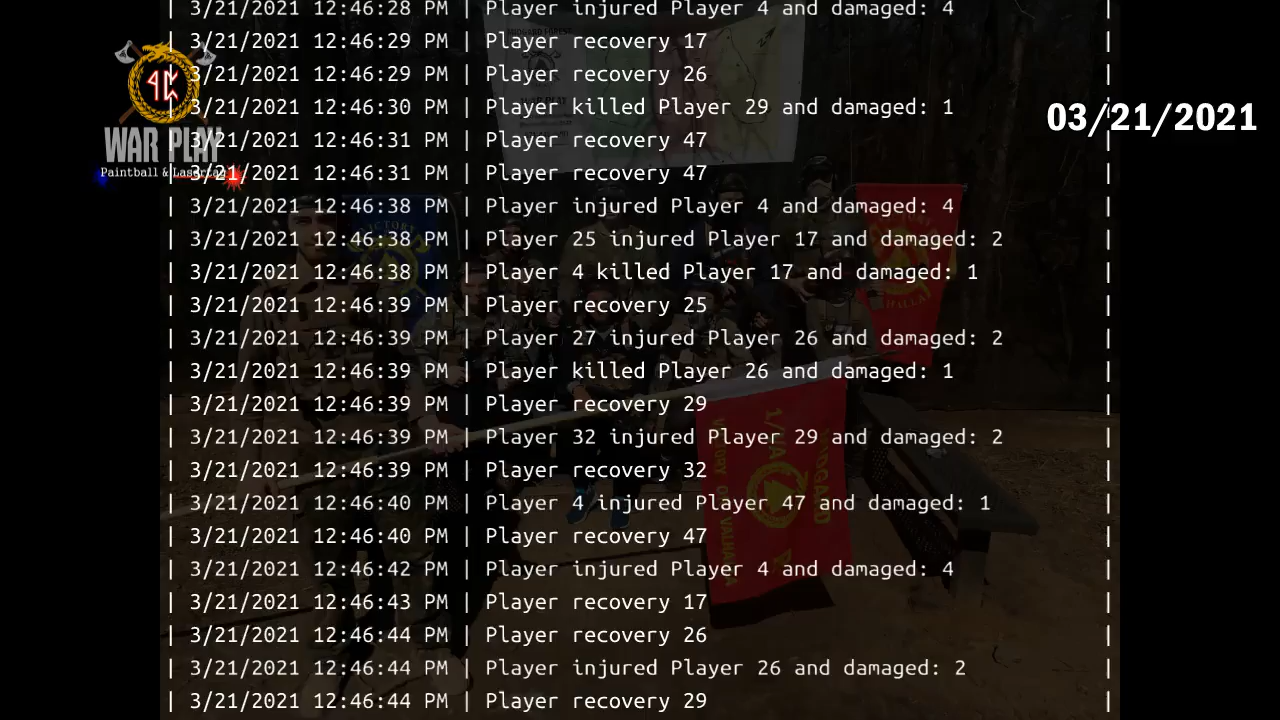 | 3/21/2021 12:46:28 PM | Player injured Player 4 and damaged: 4 |
| 3/21/2021 12:46:29 PM | Player recovery 17 |
| 3/21/2021 12:46:29 PM | Player recovery 26 |
| 3/21/2021 12:46:30 PM | Player killed Player 29 and damaged: 1 |
03/21/2021
| 3/21/2021 12:46:31 PM | Player recovery 47 |
WAR PLAY
| 3/21/2021 12:46:31 PM | Player recovery 47 |
Paintball & Lasertag
| 3/21/2021 12:46:38 PM | Player injured Player 4 and damaged: 4 |
| 3/21/2021 12:46:38 PM | Player 25 injured Player 17 and damaged: 2 |
| 3/21/2021 12:46:38 PM | Player 4 killed Player 17 and damaged: 1 |
| 3/21/2021 12:46:39 PM | Player recovery 25 |
| 3/21/2021 12:46:39 PM | Player 27 injured Player 26 and damaged: 2 |
| 3/21/2021 12:46:39 PM | Player killed Player 26 and damaged: 1 |
| 3/21/2021 12:46:39 PM | Player recovery 29 |
| 3/21/2021 12:46:39 PM | Player 32 injured Player 29 and damaged: 2 |
| 3/21/2021 12:46:39 PM | Player recovery 32 |
| 3/21/2021 12:46:40 PM | Player 4 injured Player 47 and damaged: 1 |
| 3/21/2021 12:46:40 PM | Player recovery 47 |
| 3/21/2021 12:46:42 PM | Player injured Player 4 and damaged: 4 |
| 3/21/2021 12:46:43 PM | Player recovery 17 |
| 3/21/2021 12:46:44 PM | Player recovery 26 |
| 3/21/2021 12:46:44 PM | Player injured Player 26 and damaged: 2 |
| 3/21/2021 12:46:44 PM | Player recovery 29 |